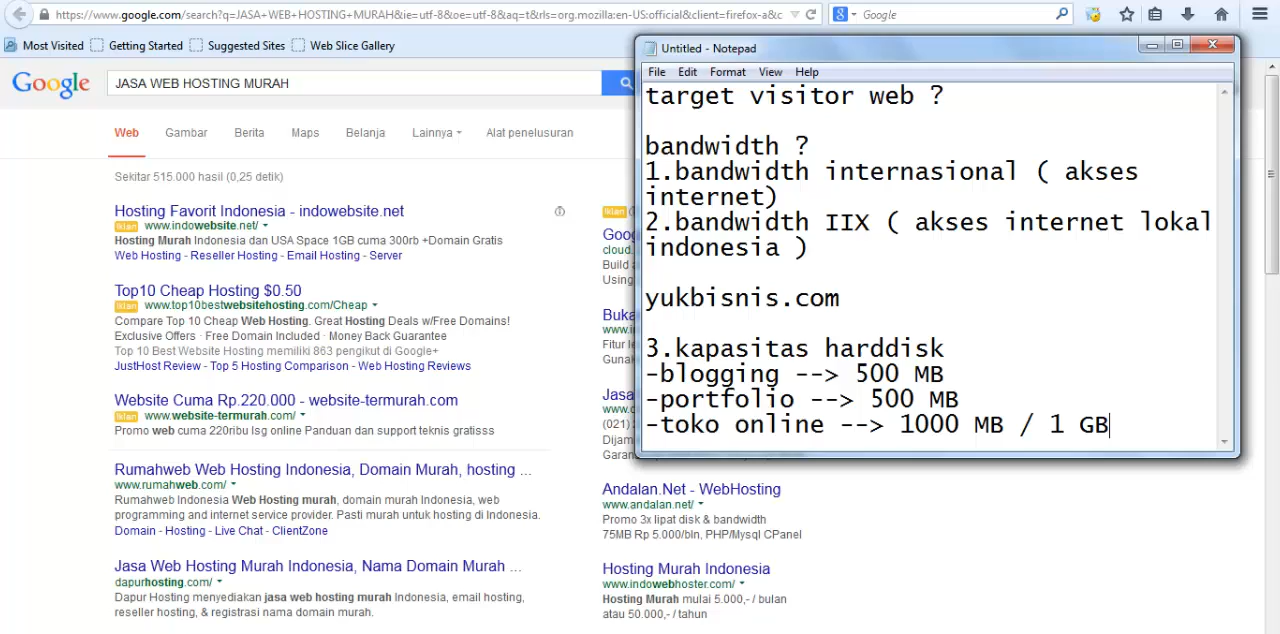 https://www.google.com/search?q=JASA+WEB+HOSTING+MURAH&ie=utf-8&oe=utf-8&aq=t&rls=org.mozilla:en-US:official&client=firefox-a&c
Google
Most Visited
Getting Started
Suggested Sites
Web Slice Gallery
Google
JASA WEB HOSTING MURAH
Web
Gambar
Berita
Maps
Belanja
Lainnya
Alat penelusuran
Sekitar 515.000 hasil (0,25 detik)
Hosting Favorit Indonesia - indowebsite.net
Iklan www.indowebsite.net/
Hosting Murah Indonesia dan USA Space 1GB cuma 300rb +Domain Gratis
Web Hosting - Reseller Hosting - Email Hosting - Server
Top10 Cheap Hosting $0.50
Iklan www.top10bestwebsitehosting.com/Cheap
Compare Top 10 Cheap Web Hosting. Great Hosting Deals w/Free Domains!
Exclusive Offers · Free Domain Included · Money Back Guarantee
Top 10 Best Website Hosting memiliki 863 pengikut di Google+
JustHost Review - Top 5 Hosting Comparison - Web Hosting Reviews
Website Cuma Rp.220.000 - website-termurah.com
Iklan www.website-termurah.com/
Promo web cuma 220ribu lsg online Panduan dan support teknis gratisss
Rumahweb Web Hosting Indonesia, Domain Murah, hosting ...
www.rumahweb.com/
Rumahweb Indonesia Web Hosting murah, domain murah Indonesia, web
programming and internet service provider. Pasti murah untuk hosting di Indonesia.
Domain - Hosting - Live Chat - ClientZone
Jasa Web Hosting Murah Indonesia, Nama Domain Murah ...
dapurhosting.com/
Dapur Hosting menyediakan jasa web hosting murah Indonesia, email hosting,
reseller hosting, & registrasi nama domain murah.
Iklan
Goog
cloud.
Build a
Using
Buka
www.i
Fitur le
Guna
Jasa
www.c
(021) 2
Dijam
Garan
Andalan.Net - WebHosting
www.andalan.net/
Promo 3x lipat disk & bandwidth
75MB Rp 5.000/bln, PHP/Mysql CPanel
Hosting Murah Indonesia
www.indowebhoster.com/
Hosting Murah mulai 5.000,- / bulan
atau 50.000,- / tahun
Untitled - Notepad
File
Edit
Format
View
Help
target visitor web ?
bandwidth ?
1.bandwidth internasional ( akses
internet)
2.bandwidth IIX ( akses internet lokal
indonesia )
yukbisnis.com
3.kapasitas harddisk
-blogging --> 500 MB
-portfolio --> 500 MB
-toko online --> 1000 MB / 1 GB